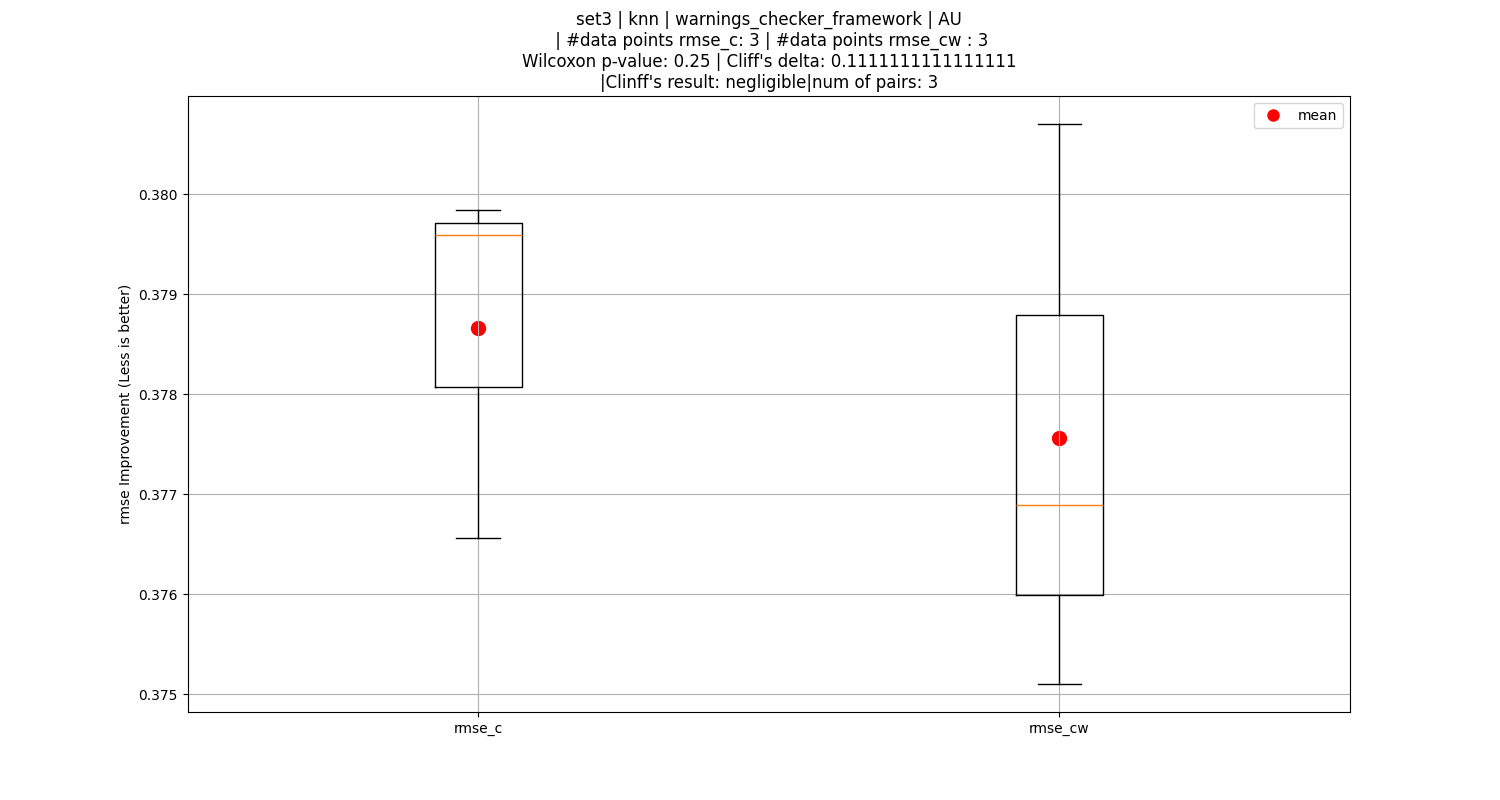 set3 | knn | warnings_checker_framework | AU
| #data points rmse_c: 3 | #data points rmse_cw : 3
Wilcoxon p-value: 0.25 | Cliff's delta: 0.1111111111111111
|Clinff's result: negligible|num of pairs: 3
mean
0.380
0.379
0.378
0.377
0.376
0.375
rmse Improvement (Less is better)
rmse_c
rmse_cw